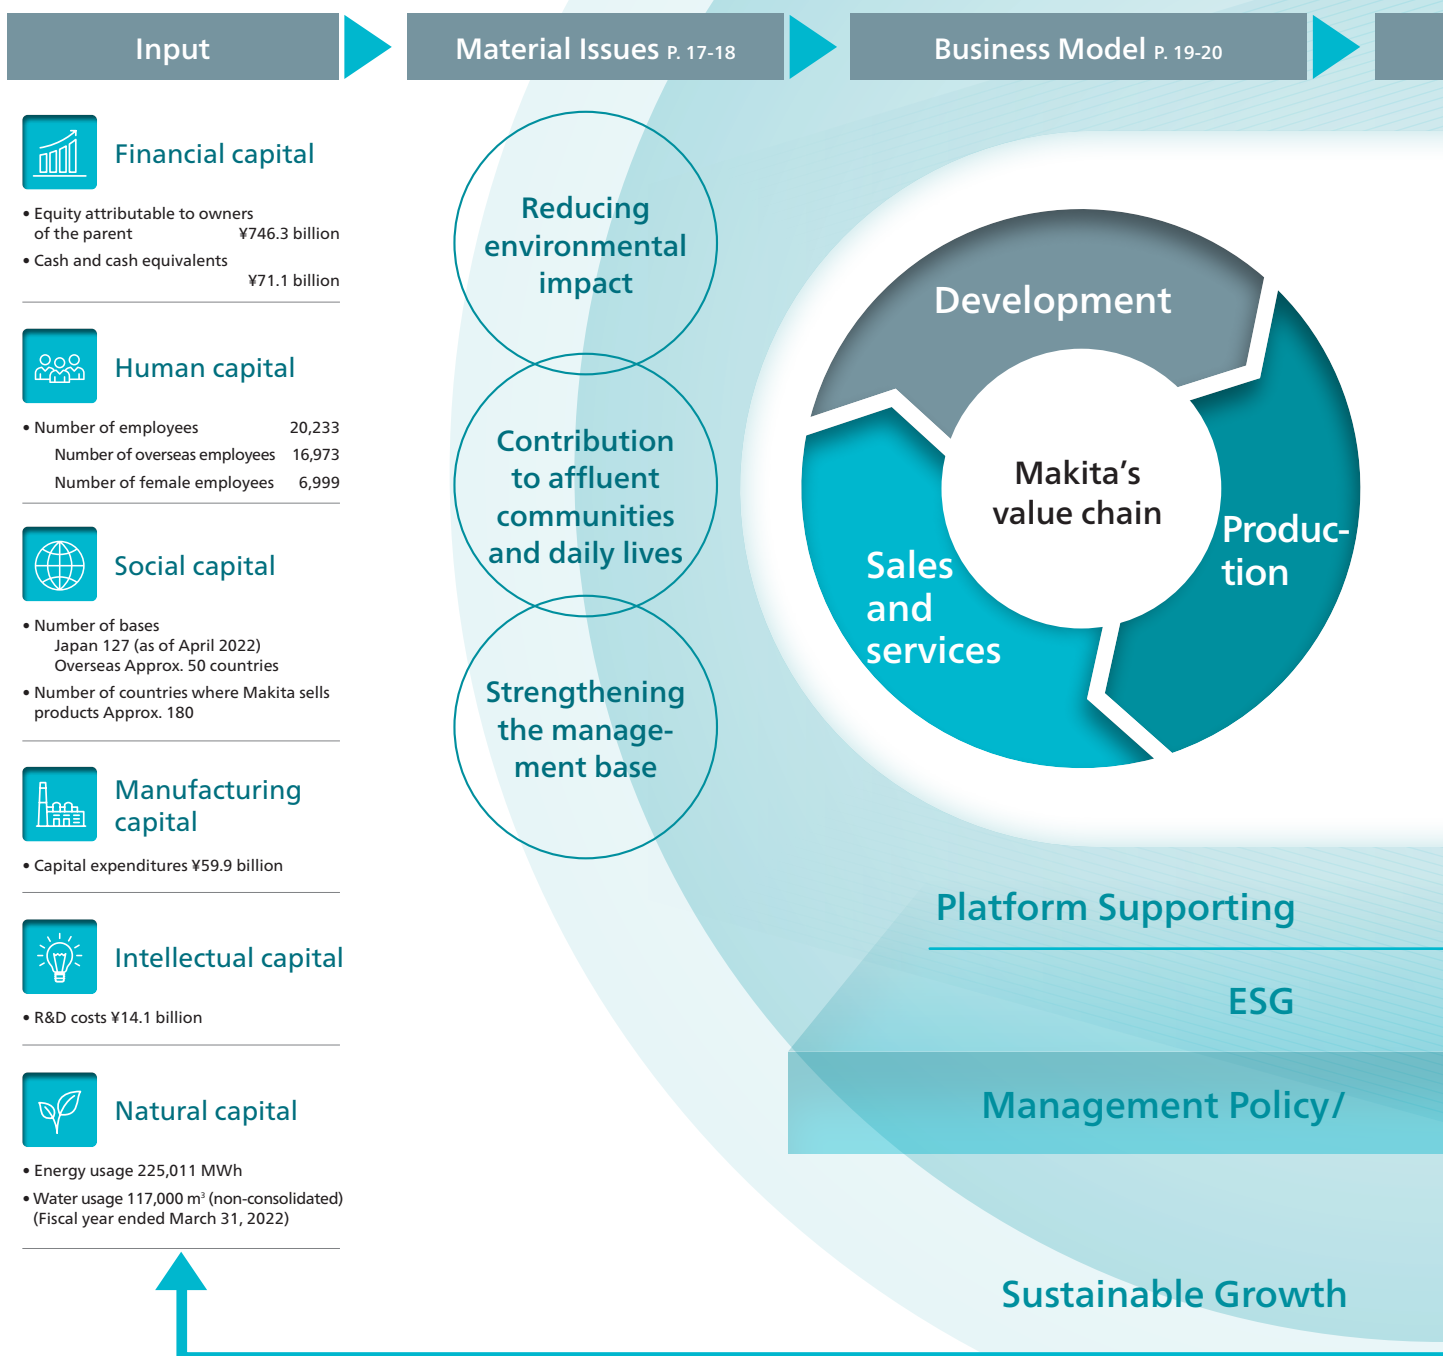 Input
Material Issues P. 17-18
Business Model P. 19-20
Financial capital
• Equity attributable to owners
of the parent ¥746.3 billion
• Cash and cash equivalents
¥71.1 billion
Human capital
• Number of employees 20,233
Number of overseas employees 16,973
Number of female employees 6,999
Social capital
• Number of bases
Japan 127 (as of April 2022)
Overseas Approx. 50 countries
• Number of countries where Makita sells
products Approx. 180
Manufacturing
capital
• Capital expenditures ¥59.9 billion
Intellectual capital
• R&D costs ¥14.1 billion
Natural capital
• Energy usage 225,011 MWh
• Water usage 117,000 m³ (non-consolidated)
(Fiscal year ended March 31, 2022)
Reducing
environmental
impact
Contribution
to affluent
communities
and daily lives
Strengthening
the manage-
ment base
Development
Makita’s
value chain
Produc-
tion
Sales
and
services
Platform Supporting
ESG
Management Policy/
Sustainable Growth